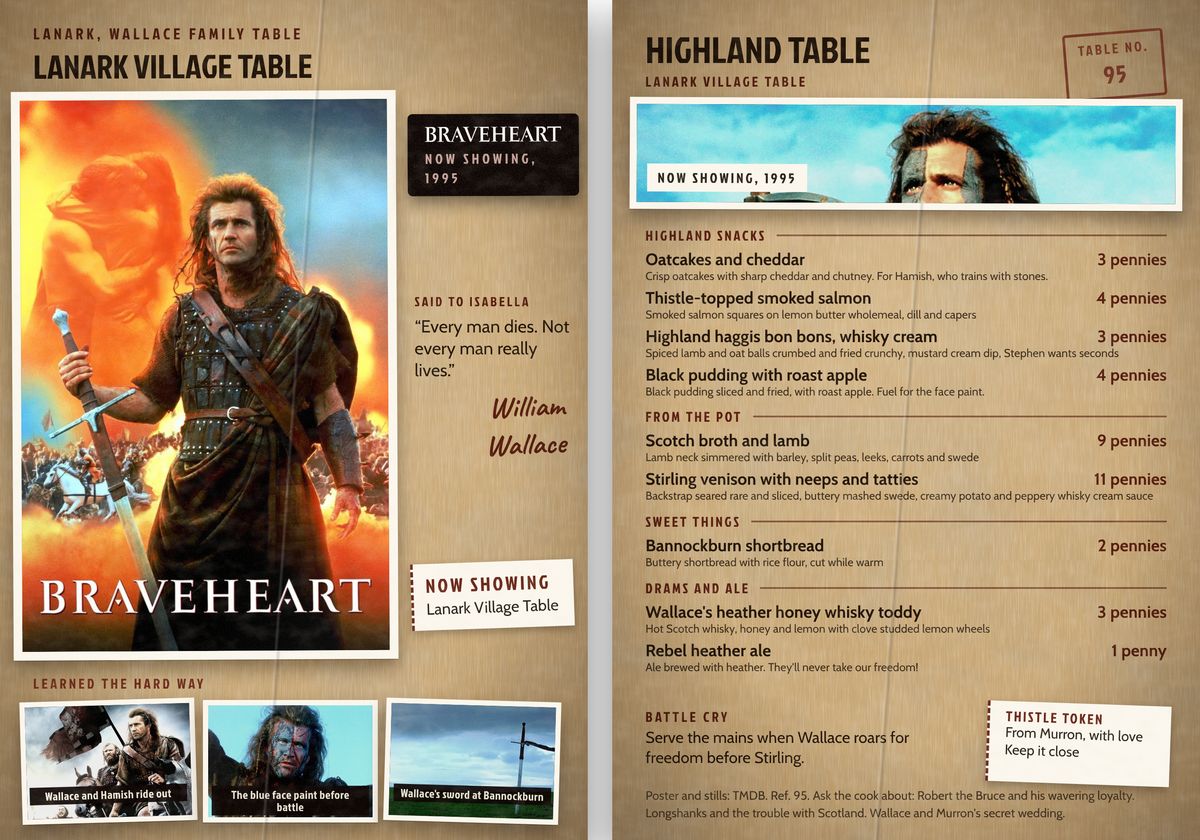 LANARK, WALLACE FAMILY TABLE
LANARK VILLAGE TABLE
BRAVEHEART
BRAVEHEART
NOW SHOWING,
1995
SAID TO ISABELLA
“Every man dies. Not
every man really
lives.”
William
Wallace
NOW SHOWING
Lanark Village Table
LEARNED THE HARD WAY
Wallace and Hamish ride out
The blue face paint before
battle
Wallace's sword at Bannockburn
HIGHLAND TABLE
LANARK VILLAGE TABLE
TABLE NO.
95
NOW SHOWING, 1995
HIGHLAND SNACKS
Oatcakes and cheddar 3 pennies
Crisp oatcakes with sharp cheddar and chutney. For Hamish, who trains with stones.
Thistle-topped smoked salmon 4 pennies
Smoked salmon squares on lemon butter wholemeal, dill and capers
Highland haggis bon bons, whisky cream 3 pennies
Spiced lamb and oat balls crumbed and fried crunchy, mustard cream dip, Stephen wants seconds
Black pudding with roast apple 4 pennies
Black pudding sliced and fried, with roast apple. Fuel for the face paint.
FROM THE POT
Scotch broth and lamb 9 pennies
Lamb neck simmered with barley, split peas, leeks, carrots and swede
Stirling venison with neeps and tatties 11 pennies
Backstrap seared rare and sliced, buttery mashed swede, creamy potato and peppery whisky cream sauce
SWEET THINGS
Bannockburn shortbread 2 pennies
Buttery shortbread with rice flour, cut while warm
DRAMS AND ALE
Wallace's heather honey whisky toddy 3 pennies
Hot Scotch whisky, honey and lemon with clove studded lemon wheels
Rebel heather ale 1 penny
Ale brewed with heather. They'll never take our freedom!
BATTLE CRY
Serve the mains when Wallace roars for
freedom before Stirling.
THISTLE TOKEN
From Murron, with love
Keep it close
Poster and stills: TMDB. Ref. 95. Ask the cook about: Robert the Bruce and his wavering loyalty.
Longshanks and the trouble with Scotland. Wallace and Murron's secret wedding.